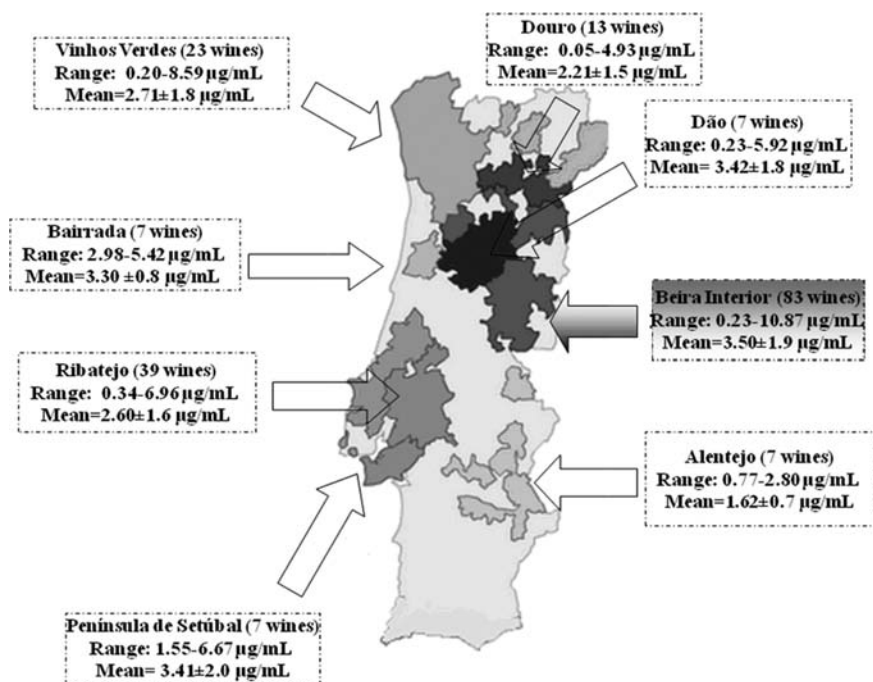 Vinhos Verdes (23 wines)
Range: 0.20-8.59 µg/mL
Mean=2.71±1.8 µg/mL
Douro (13 wines)
Range: 0.05-4.93 µg/mL
Mean=2.21±1.5 µg/mL
Dão (7 wines)
Range: 0.23-5.92 µg/mL
Mean= 3.42±1.8 µg/mL
Bairrada (7 wines)
Range: 2.98-5.42 µg/mL
Mean=3.30 ±0.8 µg/mL
Beira Interior (83 wines)
Range: 0.23-10.87 µg/mL
Mean=3.50±1.9 µg/mL
Ribatejo (39 wines)
Range: 0.34-6.96 µg/mL
Mean=2.60±1.6 µg/mL
Alentejo (7 wines)
Range: 0.77-2.80 µg/mL
Mean=1.62±0.7 µg/mL
Península de Setúbal (7 wines)
Range: 1.55-6.67 µg/mL
Mean= 3.41±2.0 µg/mL